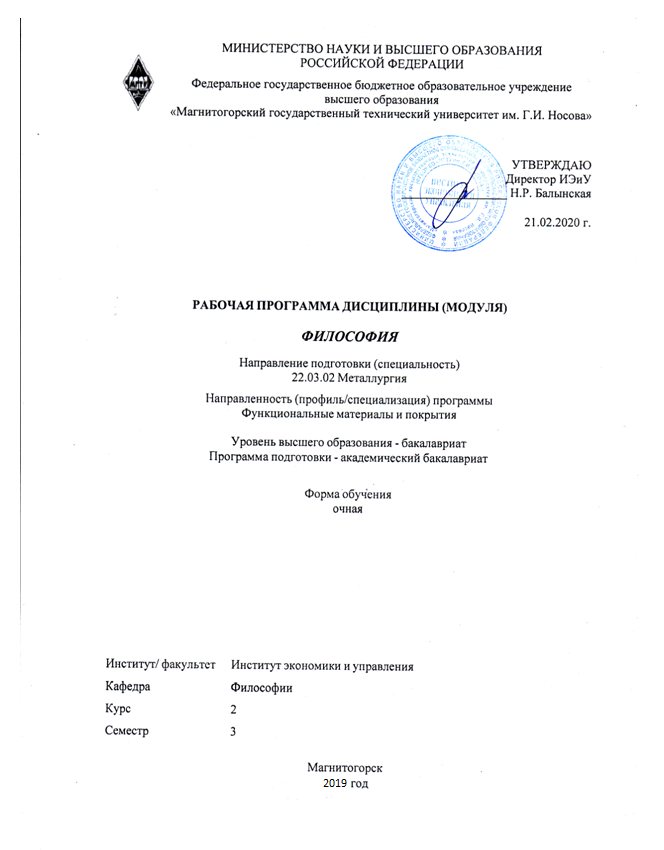 МИНИСТЕРСТВО НАУКИ И ВЫСШЕГО ОБРАЗОВАНИЯ
РОССИЙСКОЙ ФЕДЕРАЦИИ
Федеральное государственное бюджетное образовательное учреждение
высшего образования
«Магнитогорский государственный технический университет им. Г.И. Носова»
УТВЕРЖДАЮ
Директор ИЭиУ
Н.Р. Балынская
21.02.2020 г.
РАБОЧАЯ ПРОГРАММА ДИСЦИПЛИНЫ (МОДУЛЯ)
ФИЛОСОФИЯ
Направление подготовки (специальность)
22.03.02 Металлургия
Направленность (профиль/специализация) программы
Функциональные материалы и покрытия
Уровень высшего образования - бакалавриат
Программа подготовки - академический бакалавриат
Форма обучения
очная
Институт/ факультет Институт экономики и управления
Кафедра Философии
Курс 2
Семестр 3
Магнитогорск
2019 год